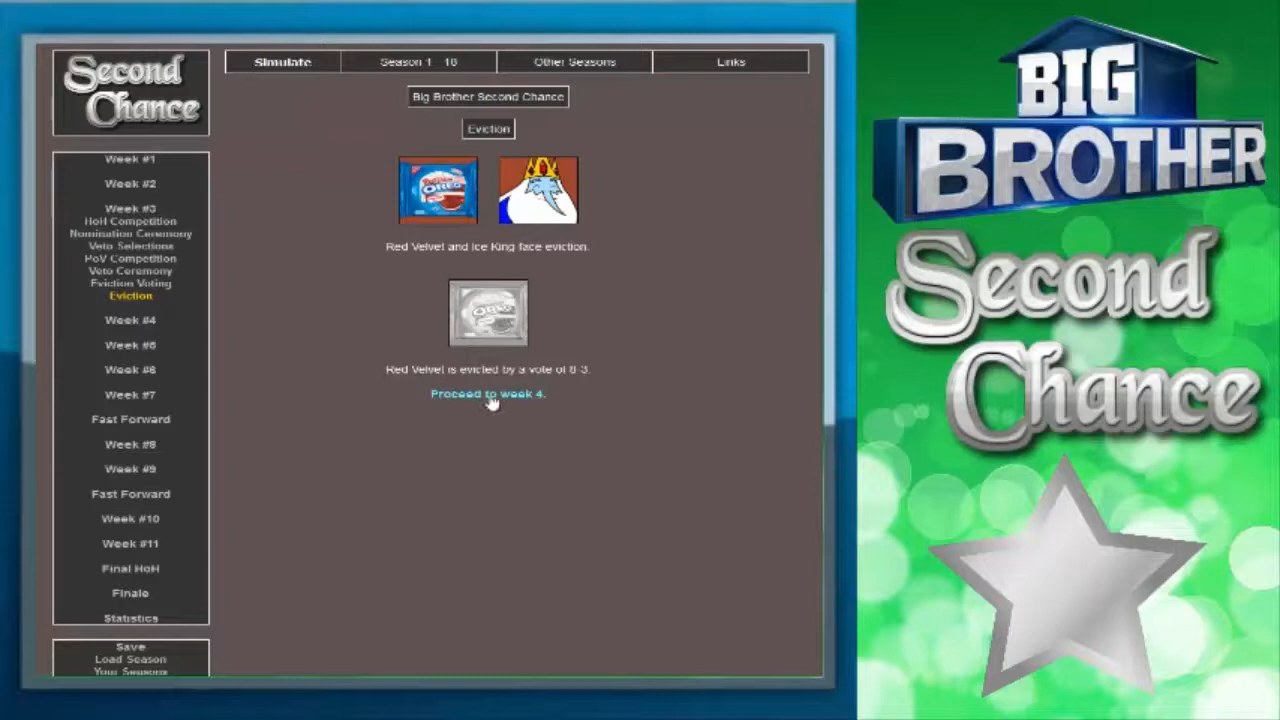 Second
Chance
Simulate
Season 1 - 18
Other Seasons
Links
Big Brother Second Chance
Eviction
Week #1
Week #2
Week #3
HoH Competition
Nomination Ceremony
Veto Selections
PoV Competition
Veto Ceremony
Eviction Voting
Eviction
Week #4
Week #5
Week #6
Week #7
Fast Forward
Week #8
Week #9
Fast Forward
Week #10
Week #11
Final HoH
Finale
Statistics
Save
Load Season
Your Seasons
OREO
Red Velvet and Ice King face eviction.
OREO
Red Velvet is evicted by a vote of 8-3.
Proceed to week 4.
BIG
BROTHER
Second
Chance